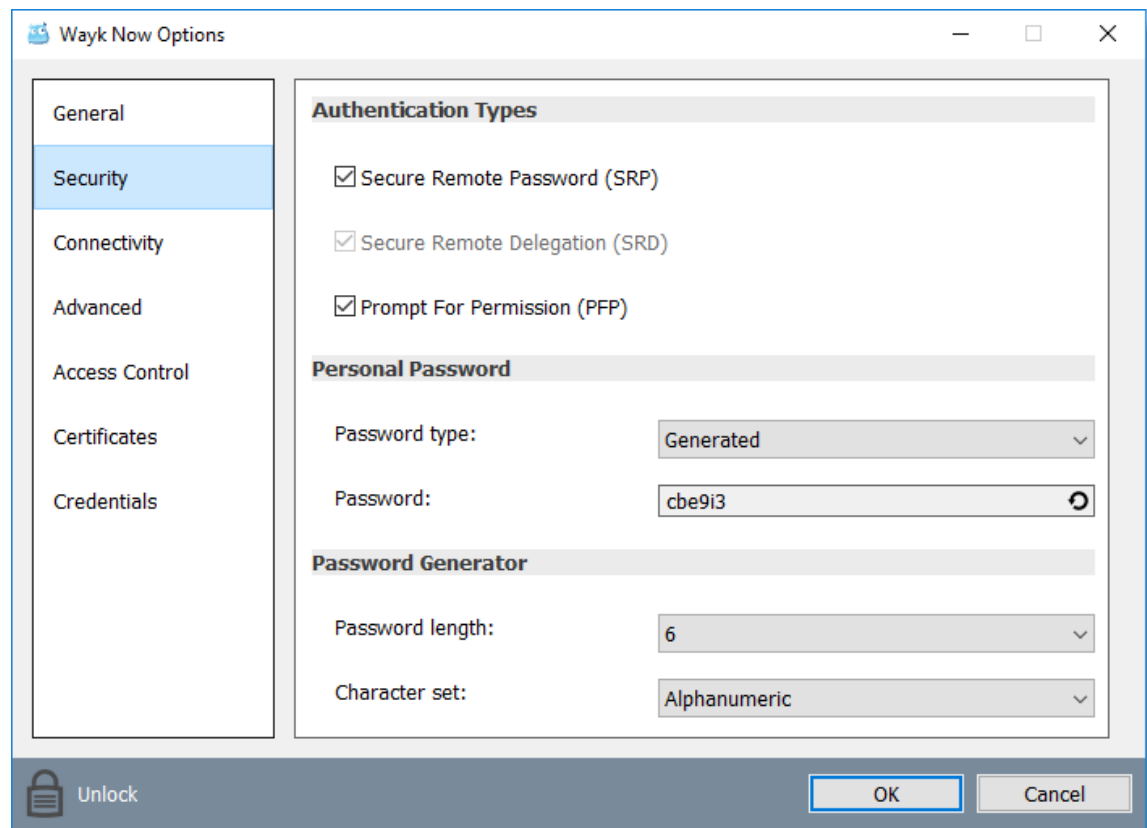 Wayk Now Options
General
Security
Connectivity
Advanced
Access Control
Certificates
Credentials
Authentication Types
Secure Remote Password (SRP)
Secure Remote Delegation (SRD)
Prompt For Permission (PFP)
Personal Password
Password type: Generated
Password: cbe9i3
Password Generator
Password length: 6
Character set: Alphanumeric
Unlock
OK Cancel